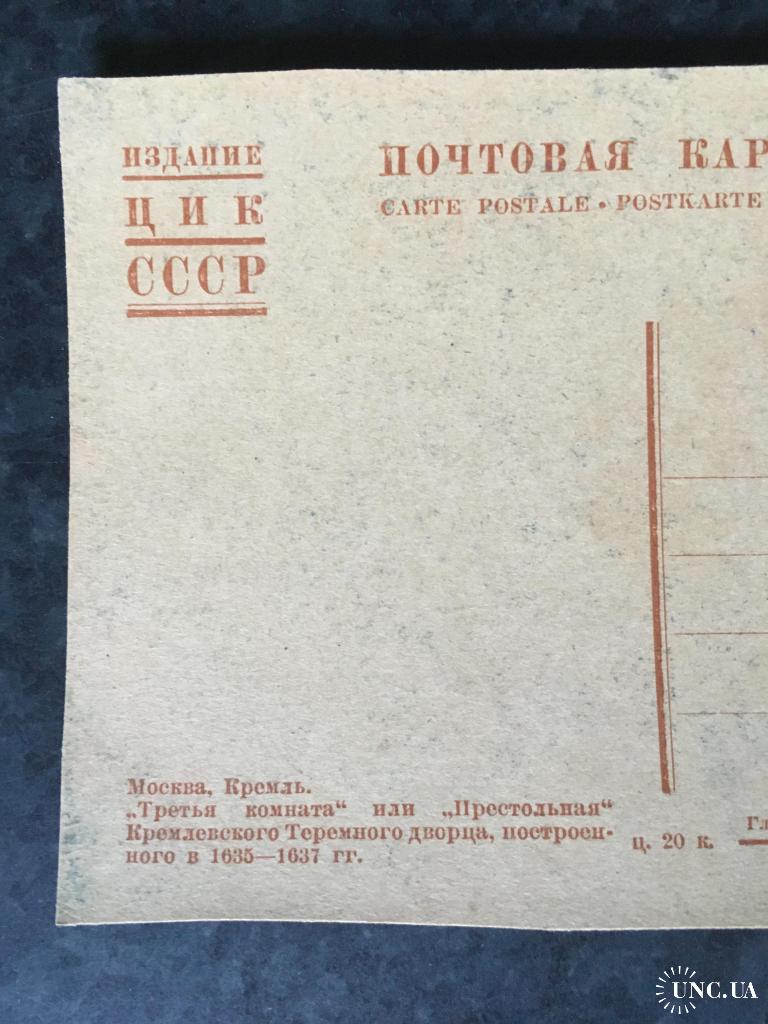 ИЗДАНИЕ
ЦИК
СССР
ПОЧТОВАЯ КАР
CARTE POSTALE • POSTKARTE
Москва, Кремль.
„Третья комната“ или „Престольная“
Кремлевского Теремного дворца, построен-
ного в 1635—1637 гг.
ц. 20 к.
Гл
UNC.UA